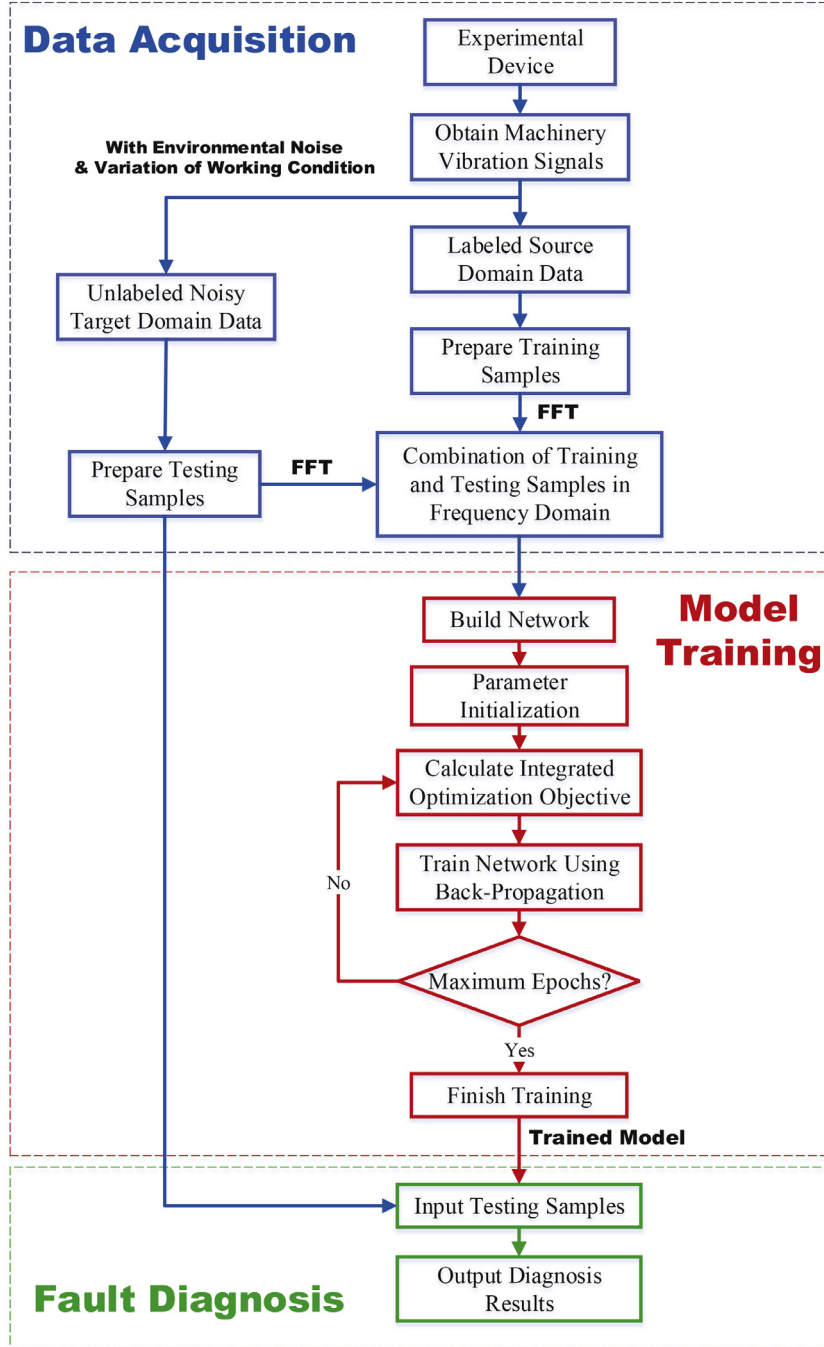 Data Acquisition
Experimental
Device
Obtain Machinery
Vibration Signals
With Environmental Noise
& Variation of Working Condition
Labeled Source
Domain Data
Unlabeled Noisy
Target Domain Data
Prepare Training
Samples
FFT
Prepare Testing
Samples
FFT
Combination of Training
and Testing Samples in
Frequency Domain
Model
Training
Build Network
Parameter
Initialization
Calculate Integrated
Optimization Objective
Train Network Using
Back-Propagation
No
Maximum Epochs?
Yes
Finish Training
Trained Model
Input Testing Samples
Fault Diagnosis
Output Diagnosis
Results